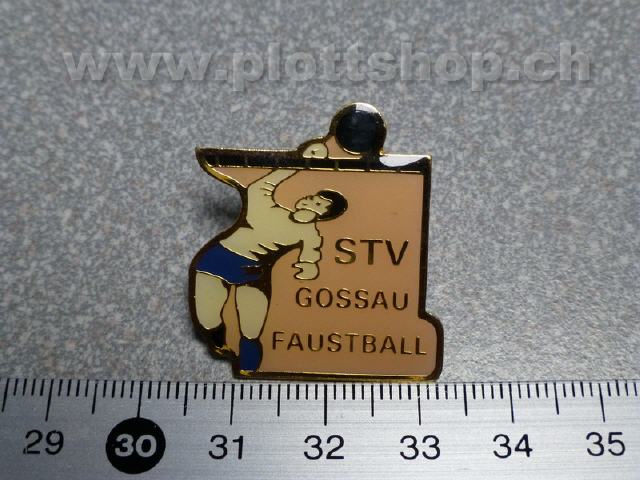 www.plottshop.ch
STV
GOSSAU
FAUSTBALL
29 30 31 32 33 34 35